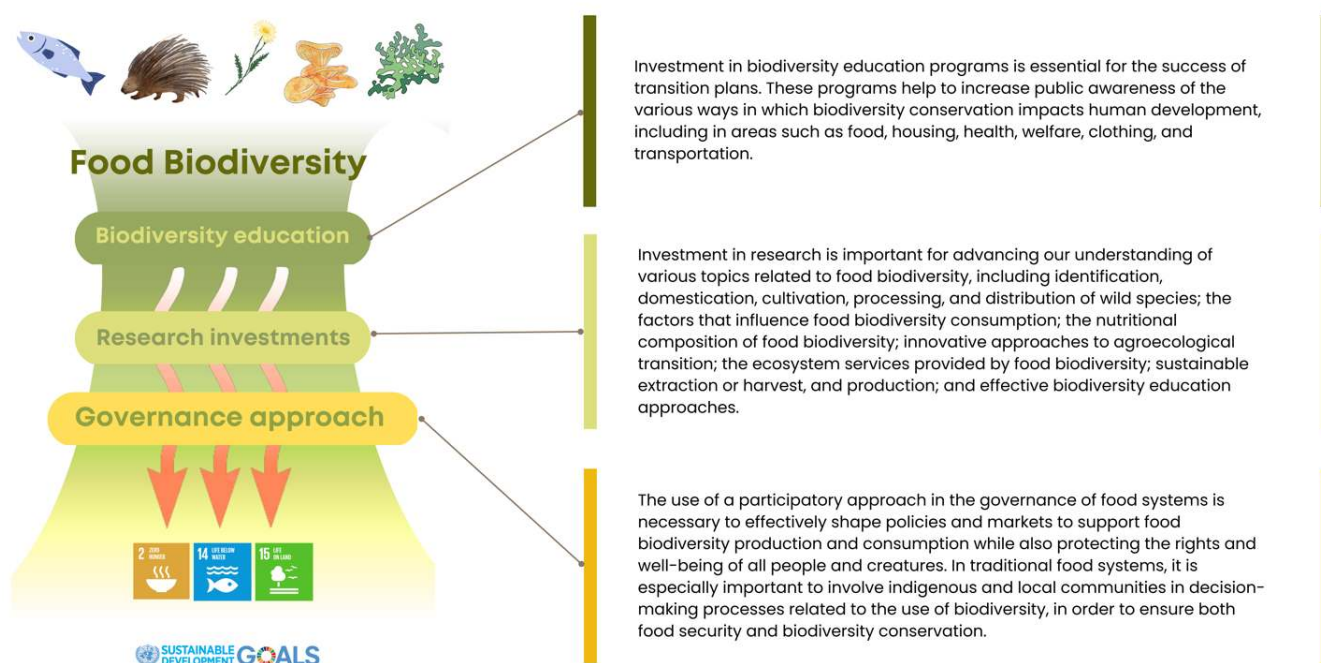 Food Biodiversity
Biodiversity education
Research investments
Governance approach
2 ZERO HUNGER
14 LIFE BELOW WATER
15 LIFE ON LAND
SUSTAINABLE
DEVELOPMENT GOALS
Investment in biodiversity education programs is essential for the success of
transition plans. These programs help to increase public awareness of the
various ways in which biodiversity conservation impacts human development,
including in areas such as food, housing, health, welfare, clothing, and
transportation.
Investment in research is important for advancing our understanding of
various topics related to food biodiversity, including identification,
domestication, cultivation, processing, and distribution of wild species; the
factors that influence food biodiversity consumption; the nutritional
composition of food biodiversity; innovative approaches to agroecological
transition; the ecosystem services provided by food biodiversity; sustainable
extraction or harvest, and production; and effective biodiversity education
approaches.
The use of a participatory approach in the governance of food systems is
necessary to effectively shape policies and markets to support food
biodiversity production and consumption while also protecting the rights and
well-being of all people and creatures. In traditional food systems, it is
especially important to involve indigenous and local communities in decision-
making processes related to the use of biodiversity, in order to ensure both
food security and biodiversity conservation.